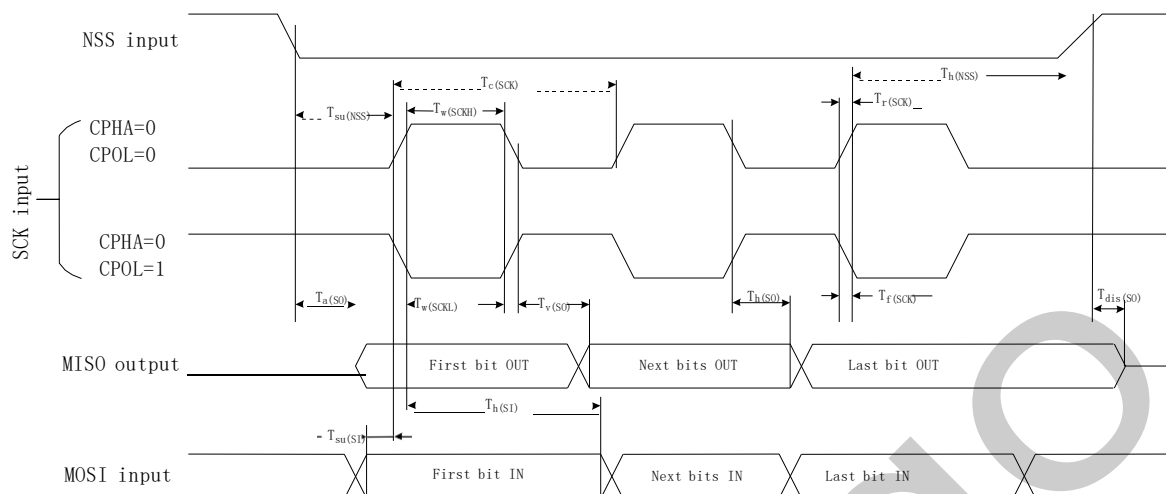 NSS input
Tc(SCK)
Th(NSS)
Tsu(NSS)
Tw(SCKH)
Tr(SCK)
CPHA=0
CPOL=0
SCK input
CPHA=0
CPOL=1
Ta(SO)
Tw(SCKL)
Tv(SO)
Th(SO)
Tf(SCK)
Tdis(SO)
MISO output
First bit OUT
Next bits OUT
Last bit OUT
Th(SI)
Tsu(SI)
MOSI input
First bit IN
Next bits IN
Last bit IN